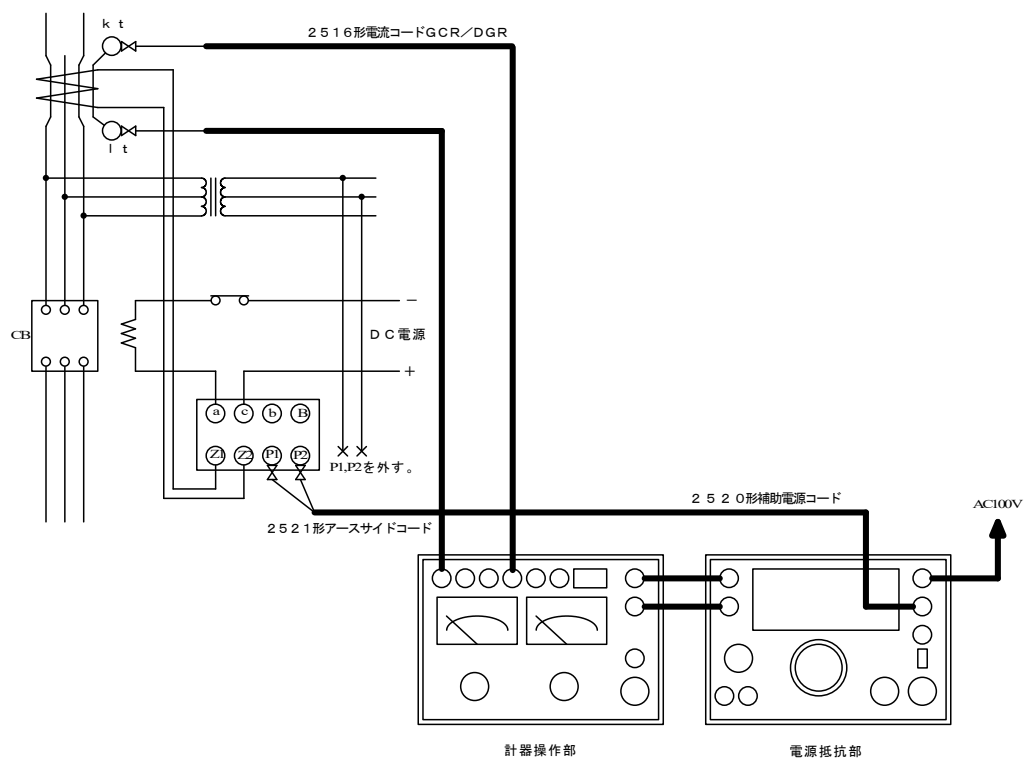 k t
2516形電流コードGCR／DGR
l t
CB
－
DC電源
＋
a c b B
Z1 Z2 P1 P2
P1,P2を外す。
2520形補助電源コード
AC100V
2521形アースサイドコード
計器操作部
電源抵抗部